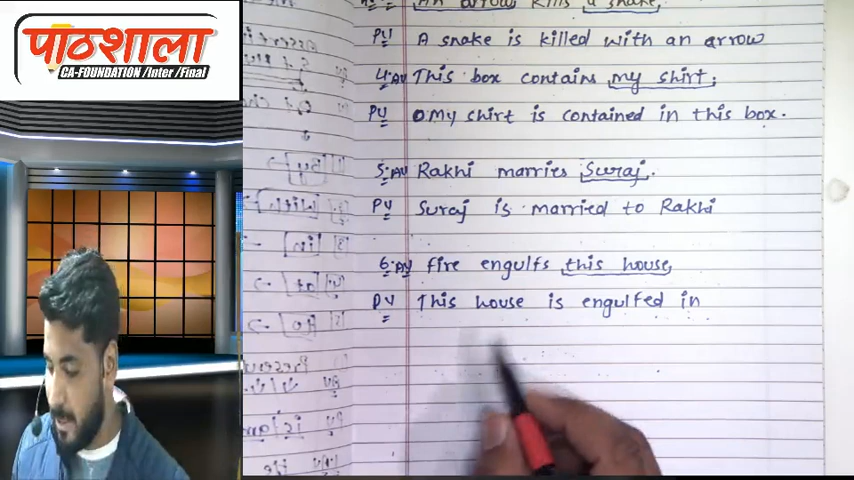 पाठशाला
CA-FOUNDATION/Inter/Final
An arrow kills a snake.
PV A snake is killed with an arrow
4. AV This box contains my shirt.
PV my shirt is contained in this box.
5. AV Rakhi marries Suraj.
PV Suraj is married to Rakhi
6. AV fire engulfs this house,
PV This house is engulfed in